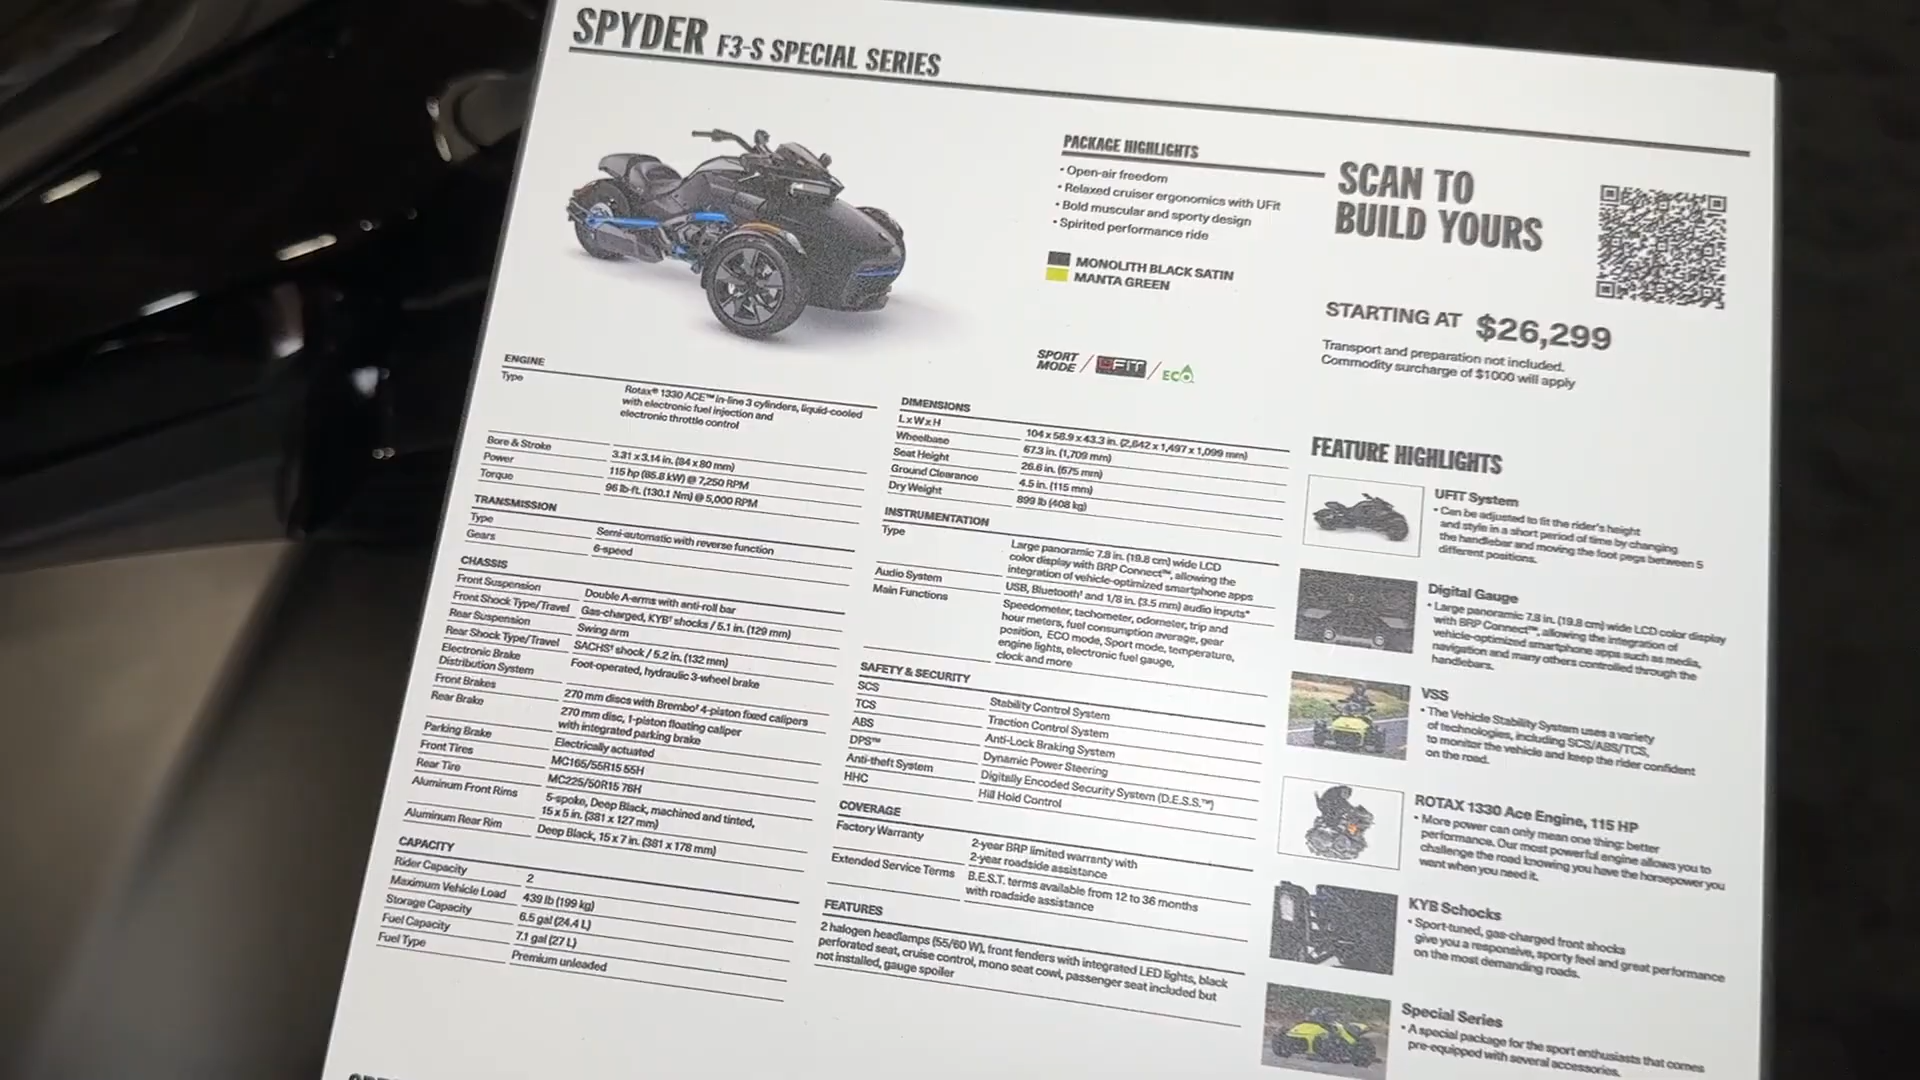 SPYDER F3-S SPECIAL SERIES
PACKAGE HIGHLIGHTS
• Open-air freedom
• Relaxed cruiser ergonomics with UFit
• Bold muscular and sporty design
• Spirited performance ride
MONOLITH BLACK SATIN
MANTA GREEN
SPORT
MODE / UFIT / ECO
SCAN TO
BUILD YOURS
STARTING AT $26,299
Transport and preparation not included.
Commodity surcharge of $1000 will apply
ENGINE
Type
Rotax® 1330 ACE™ in-line 3 cylinders, liquid-cooled
with electronic fuel injection and
electronic throttle control
Bore & Stroke 3.31 x 3.14 in. (84 x 80 mm)
Power 115 hp (85.8 kW) @ 7,250 RPM
Torque 96 lb-ft. (130.1 Nm) @ 5,000 RPM
TRANSMISSION
Type Semi-automatic with reverse function
Gears 6-speed
CHASSIS
Front Suspension Double A-arms with anti-roll bar
Front Shock Type/Travel Gas-charged, KYB† shocks / 5.1 in. (129 mm)
Rear Suspension Swing arm
Rear Shock Type/Travel SACHS† shock / 5.2 in. (132 mm)
Electronic Brake
Distribution System Foot-operated, hydraulic 3-wheel brake
Front Brakes 270 mm discs with Brembo† 4-piston fixed calipers
Rear Brake 270 mm disc, 1-piston floating caliper
with integrated parking brake
Parking Brake Electrically actuated
Front Tires MC165/55R15 55H
Rear Tire MC225/50R15 76H
Aluminum Front Rims 5-spoke, Deep Black, machined and tinted,
15 x 5 in. (381 x 127 mm)
Aluminum Rear Rim Deep Black, 15 x 7 in. (381 x 178 mm)
CAPACITY
Rider Capacity 2
Maximum Vehicle Load 439 lb (199 kg)
Storage Capacity 6.5 gal (24.4 L)
Fuel Capacity 7.1 gal (27 L)
Fuel Type Premium unleaded
DIMENSIONS
L x W x H 104 x 58.9 x 43.3 in. (2,642 x 1,497 x 1,099 mm)
Wheelbase 67.3 in. (1,709 mm)
Seat Height 26.6 in. (675 mm)
Ground Clearance 4.5 in. (115 mm)
Dry Weight 899 lb (408 kg)
INSTRUMENTATION
Type
Large panoramic 7.8 in. (19.8 cm) wide LCD
color display with BRP Connect™, allowing the
integration of vehicle-optimized smartphone apps
Audio System USB, Bluetooth† and 1/8 in. (3.5 mm) audio inputs*
Main Functions Speedometer, tachometer, odometer, trip and
hour meters, fuel consumption average, gear
position, ECO mode, Sport mode, temperature,
engine lights, electronic fuel gauge,
clock and more
SAFETY & SECURITY
SCS Stability Control System
TCS Traction Control System
ABS Anti-Lock Braking System
DPS™ Dynamic Power Steering
Anti-theft System Digitally Encoded Security System (D.E.S.S.™)
HHC Hill Hold Control
COVERAGE
Factory Warranty 2-year BRP limited warranty with
2-year roadside assistance
Extended Service Terms B.E.S.T. terms available from 12 to 36 months
with roadside assistance
FEATURES
2 halogen headlamps (55/60 W), front fenders with integrated LED lights, black
perforated seat, cruise control, mono seat cowl, passenger seat included but
not installed, gauge spoiler
FEATURE HIGHLIGHTS
UFIT System
• Can be adjusted to fit the rider's height
and style in a short period of time by changing
the handlebar and moving the foot pegs between 5
different positions.
Digital Gauge
• Large panoramic 7.8 in. (19.8 cm) wide LCD color display
with BRP Connect™, allowing the integration of
vehicle-optimized smartphone apps such as media,
navigation and many others controlled through the
handlebars.
VSS
• The Vehicle Stability System uses a variety
of technologies, including SCS/ABS/TCS,
to monitor the vehicle and keep the rider confident
on the road.
ROTAX 1330 Ace Engine, 115 HP
• More power can only mean one thing: better
performance. Our most powerful engine allows you to
challenge the road knowing you have the horsepower you
want when you need it.
KYB Schocks
• Sport-tuned, gas-charged front shocks
give you a responsive, sporty feel and great performance
on the most demanding roads.
Special Series
• A special package for the sport enthusiasts that comes
pre-equipped with several accessories.